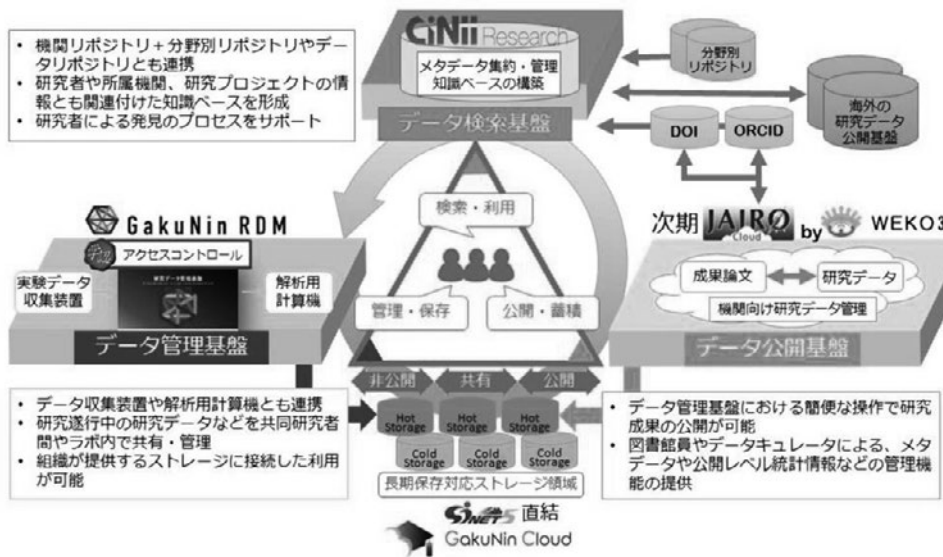 CiNii Research
メタデータ集約・管理
知識ベースの構築
データ検索基盤
• 機関リポジトリ+分野別リポジトリやデー
タリポジトリとも連携
• 研究者や所属機関、研究プロジェクトの情
報とも関連付けた知識ベースを形成
• 研究者による発見のプロセスをサポート
分野別
リポジトリ
海外の
研究データ
公開基盤
DOI
ORCID
検索・利用
管理・保存
公開・蓄積
GakuNin RDM
アクセスコントロール
実験データ
収集装置
解析用
計算機
データ管理基盤
次期 JAIRO Cloud by WEKO3
成果論文
研究データ
機関向け研究データ管理
データ公開基盤
非公開
共有
公開
Hot Storage
Hot Storage
Hot Storage
Cold Storage
Cold Storage
Cold Storage
長期保存対応ストレージ領域
SINET5 直結
GakuNin Cloud
• データ収集装置や解析用計算機とも連携
• 研究遂行中の研究データなどを共同研究者
間やラボ内で共有・管理
• 組織が提供するストレージに接続した利用
が可能
• データ管理基盤における簡便な操作で研究
成果の公開が可能
• 図書館員やデータキュレータによる、メタ
データや公開レベル統計情報などの管理機
能の提供